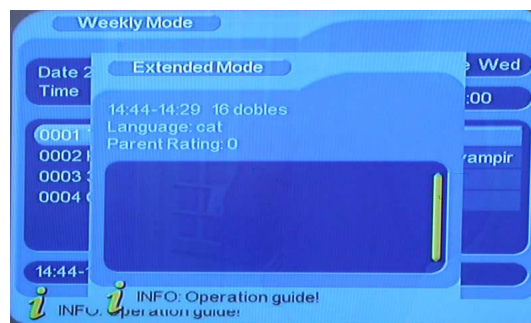 Weekly Mode
Date 2
Wed
Time
:00
Extended Mode
14:44-14:29 16 dobles
Language: cat
Parent Rating: 0
0001
0002
vampir
0003
0004
14:44-
INFO: Operation guide!
INFO: Operation guide!